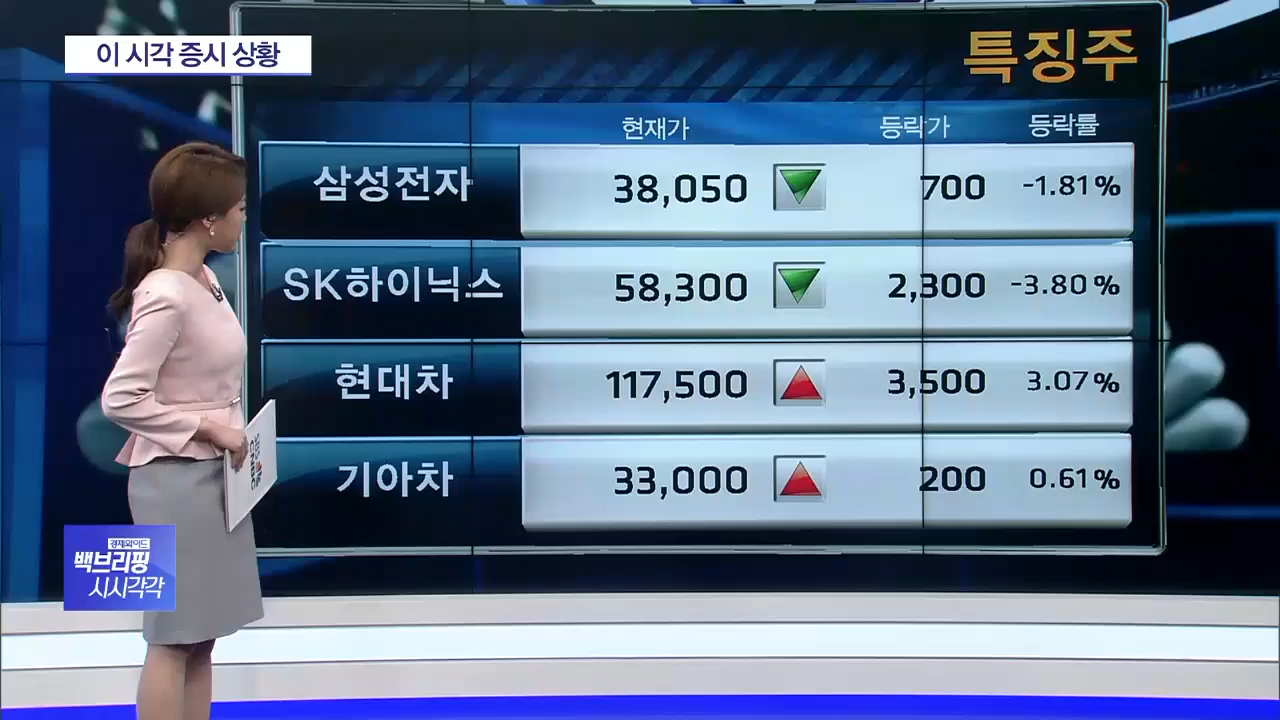 이 시각 증시 상황
특징주
현재가 등락가 등락률
삼성전자 38,050 700 -1.81%
SK하이닉스 58,300 2,300 -3.80%
현대차 117,500 3,500 3.07%
기아차 33,000 200 0.61%
경제와이드
백브리핑
시시각각